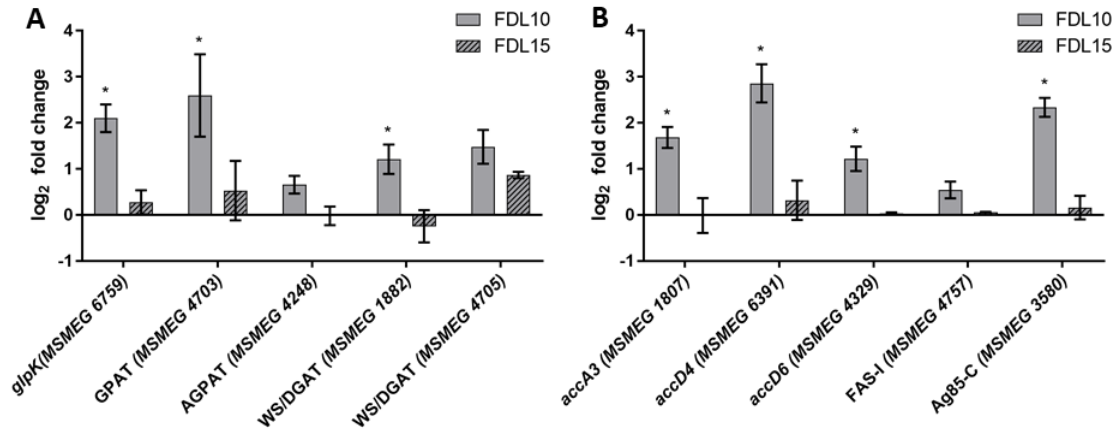 A
FDL10
FDL15
4
3
2
1
0
-1
log2 fold change
*
*
*
glpK(MSMEG 6759)
GPAT (MSMEG 4703)
AGPAT (MSMEG 4248)
WS/DGAT (MSMEG 1882)
WS/DGAT (MSMEG 4705)
B
FDL10
FDL15
4
3
2
1
0
-1
log2 fold change
*
*
*
*
accA3 (MSMEG 1807)
accD4 (MSMEG 6391)
accD6 (MSMEG 4329)
FAS-I (MSMEG 4757)
Ag85-C (MSMEG 3580)